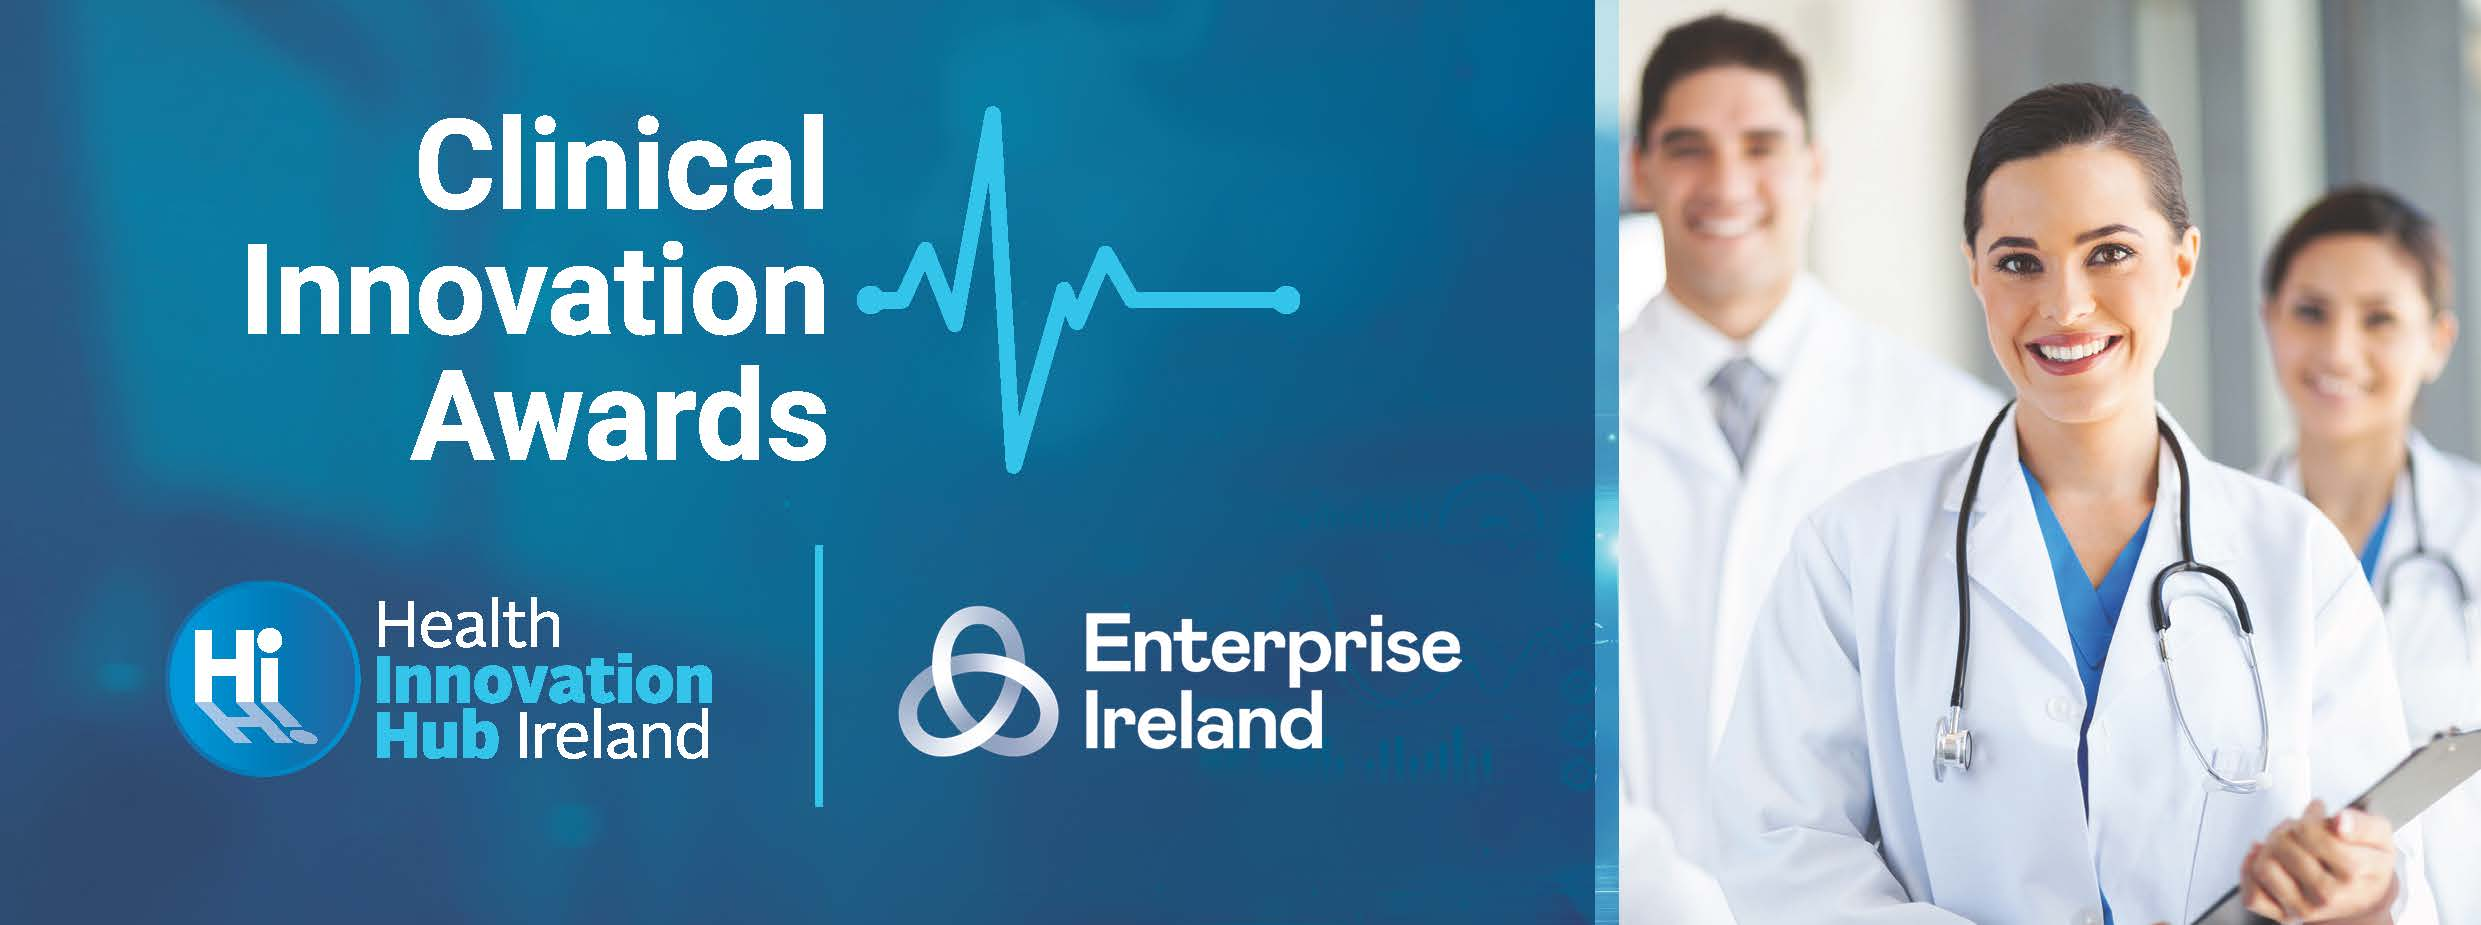 Clinical
Innovation
Awards
Hi
Health
Innovation
Hub Ireland
Enterprise
Ireland